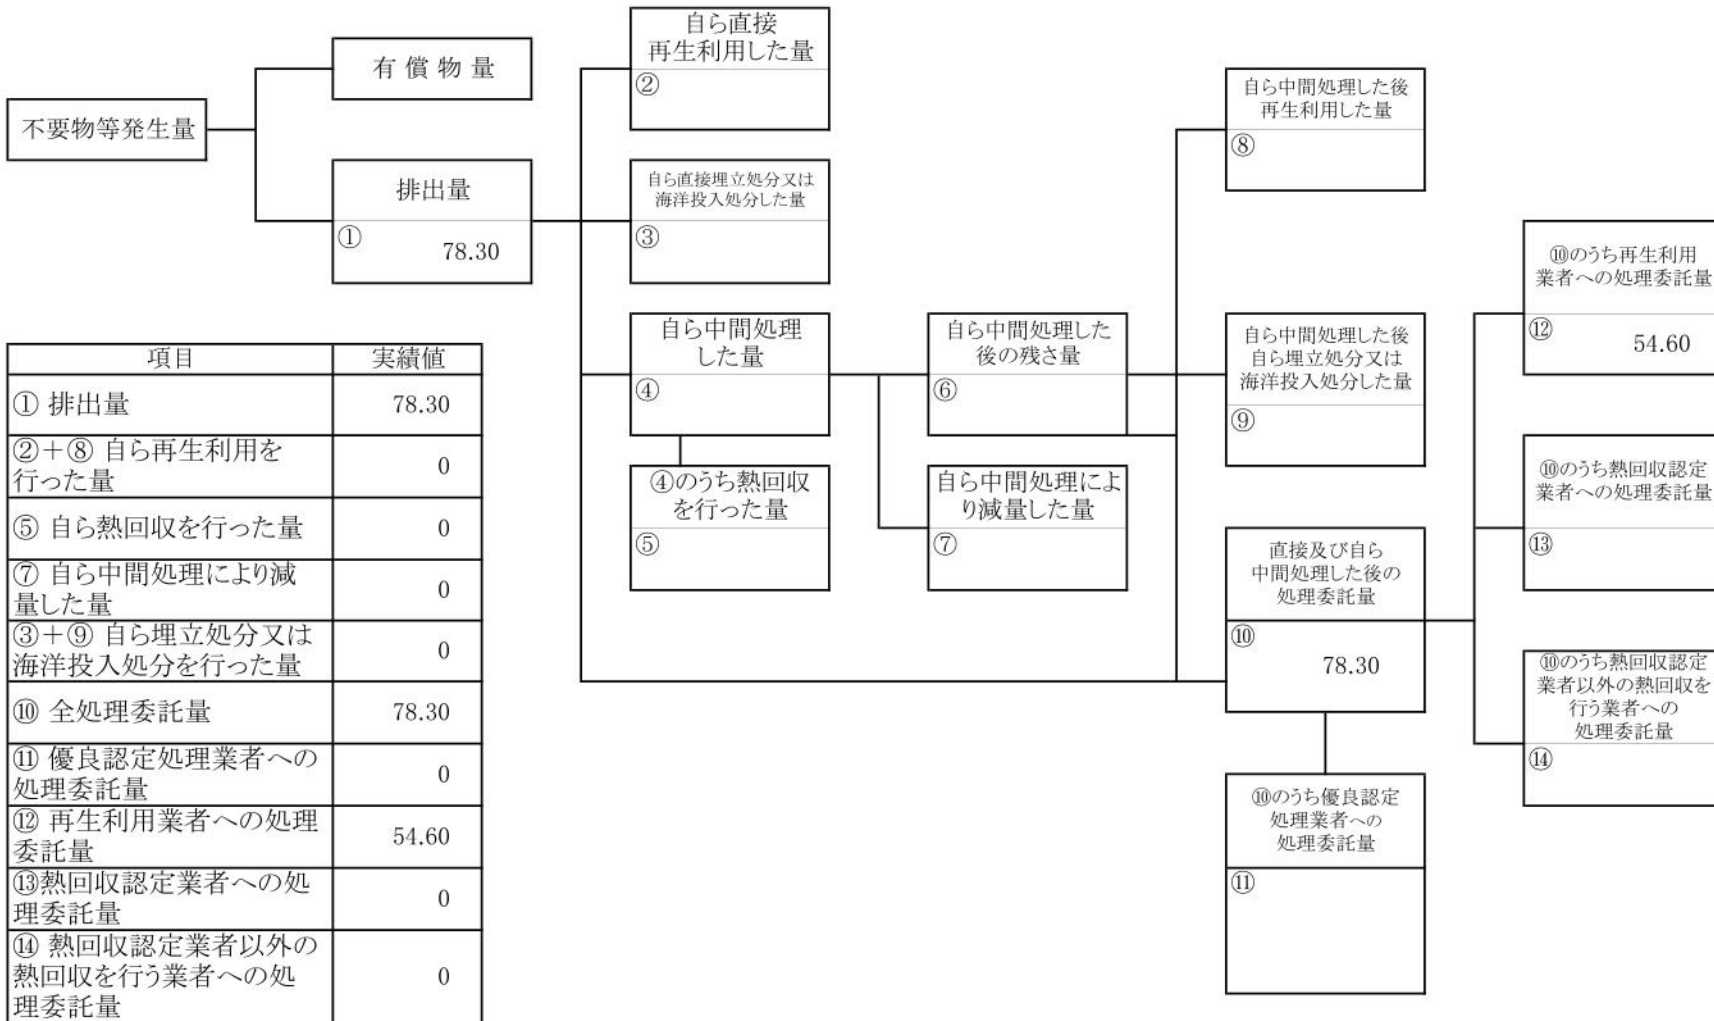 不要物等発生量
有 償 物 量
排出量
①
78.30
自ら直接
再生利用した量
②
自ら直接埋立処分又は
海洋投入処分した量
③
自ら中間処理
した量
④
④のうち熱回収
を行った量
⑤
自ら中間処理した
後の残さ量
⑥
自ら中間処理によ
り減量した量
⑦
自ら中間処理した後
再生利用した量
⑧
自ら中間処理した後
自ら埋立処分又は
海洋投入処分した量
⑨
直接及び自ら
中間処理した後の
処理委託量
⑩
78.30
⑩のうち優良認定
処理業者への
処理委託量
⑪
⑩のうち再生利用
業者への処理委託量
⑫
54.60
⑩のうち熱回収認定
業者への処理委託量
⑬
⑩のうち熱回収認定
業者以外の熱回収を
行う業者への
処理委託量
⑭
項目 実績値
① 排出量 78.30
②＋⑧ 自ら再生利用を
行った量 0
⑤ 自ら熱回収を行った量 0
⑦ 自ら中間処理により減
量した量 0
③＋⑨ 自ら埋立処分又は
海洋投入処分を行った量 0
⑩ 全処理委託量 78.30
⑪ 優良認定処理業者への
処理委託量 0
⑫ 再生利用業者への処理
委託量 54.60
⑬熱回収認定業者への処
理委託量 0
⑭ 熱回収認定業者以外の
熱回収を行う業者への処
理委託量 0